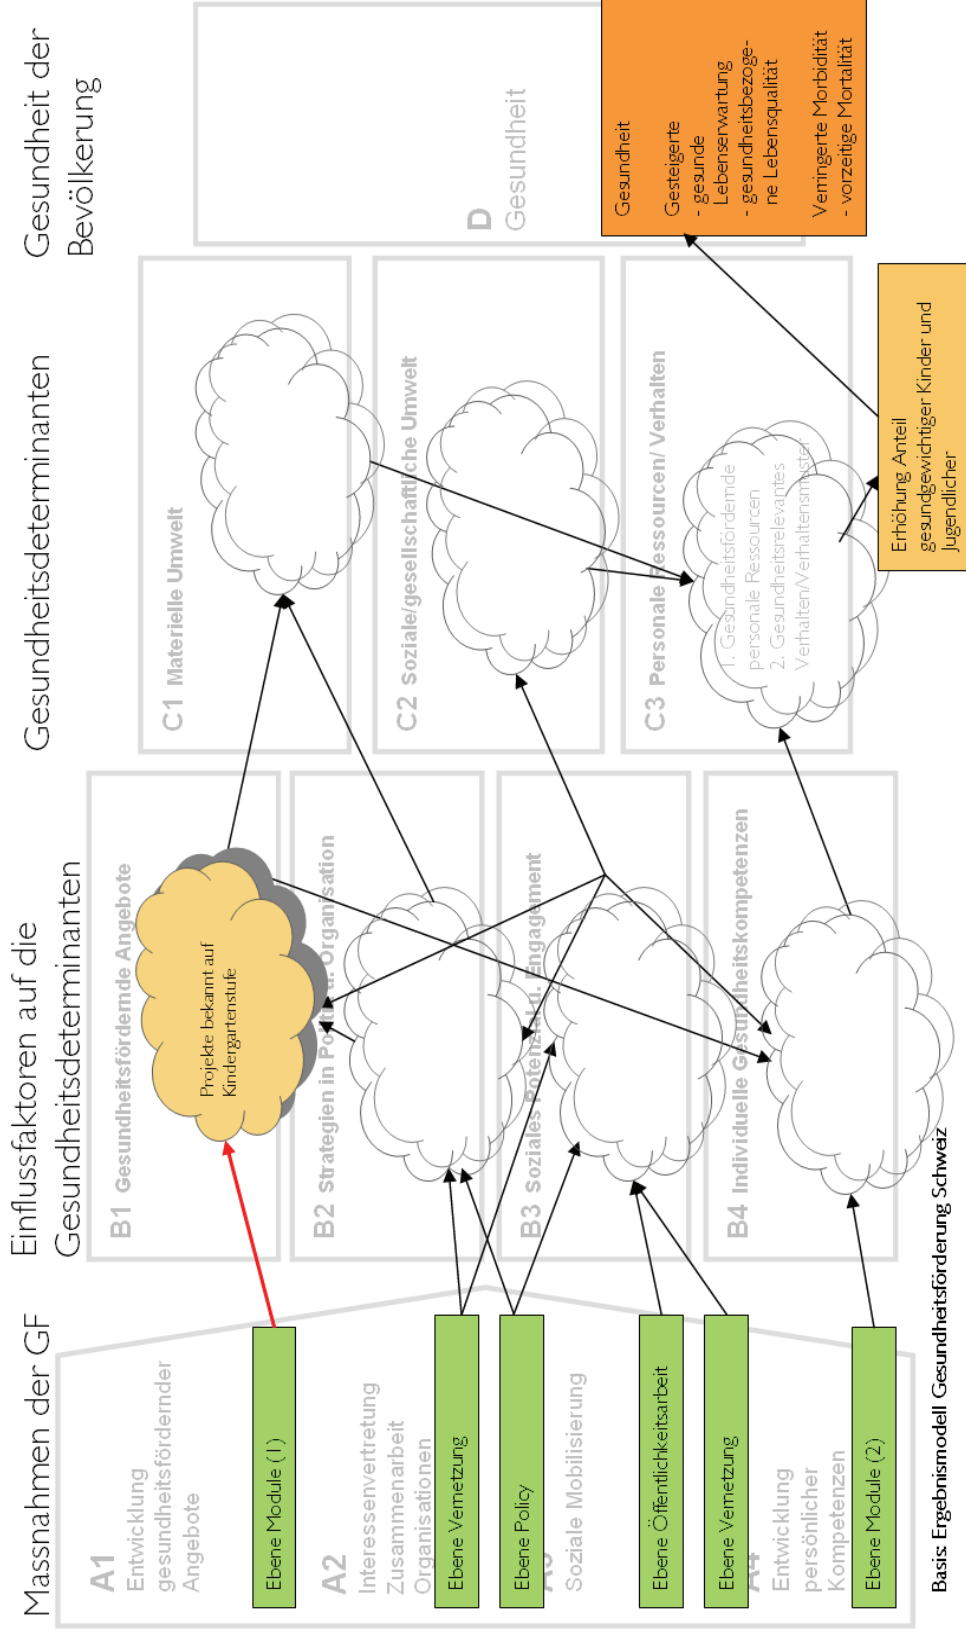 Massnahmen der GF
A1
Entwicklung
gesundheitsfördernder
Angebote
Ebene Module (1)
A2
Interessenvertretung
Zusammenarbeit
Organisationen
Ebene Vernetzung
Ebene Policy
Soziale Mobilisierung
Ebene Öffentlichkeitsarbeit
Ebene Vernetzung
A4
Entwicklung
persönlicher
Kompetenzen
Ebene Module (2)
Einflussfaktoren auf die
Gesundheitsdeterminanten
B1 Gesundheitsfördernde Angebote
Projekte bekannt auf
Kindergartenstufe
B2 Strategien in Politik u. Organisation
B3 Soziales Potenzial u. Engagement
B4 Individuelle Gesundheitskompetenzen
Gesundheitsdeterminanten
C1 Materielle Umwelt
C2 Soziale/gesellschaftliche Umwelt
C3 Personale Ressourcen/ Verhalten
1. Gesundheitsfördernde
personale Ressourcen
2. Gesundheitsrelevantes
Verhalten/Verhaltensmuster
Erhöhung Anteil
gesundgewichtiger Kinder und
Jugendlicher
Gesundheit der
Bevölkerung
D
Gesundheit
Gesundheit
Gesteigerte
- gesunde
Lebenserwartung
- gesundheitsbezoge-
ne Lebensqualität
Verringerte Morbidität
- vorzeitige Mortalität
Basis: Ergebnismodell Gesundheitsförderung Schweiz